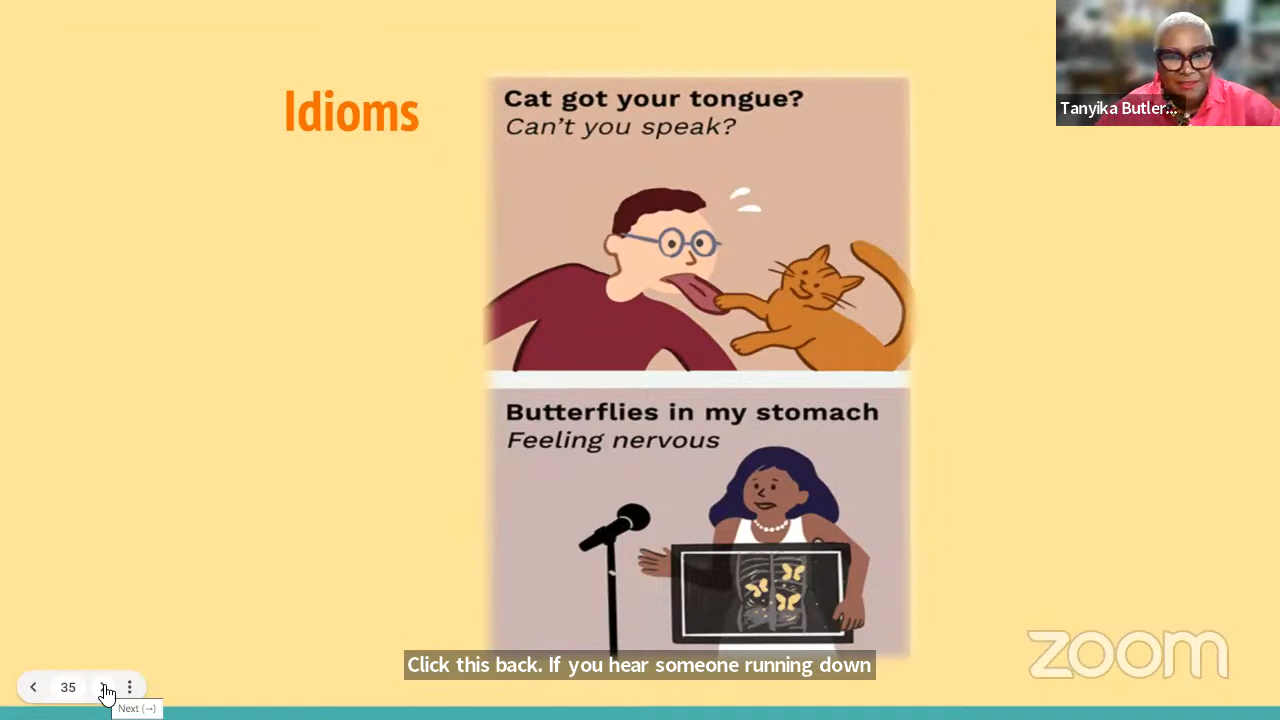 Idioms
Cat got your tongue?
Can't you speak?
Tanyika Butler...
Butterflies in my stomach
Feeling nervous
zoom
Click this back. If you hear someone running down
35
Next (→)